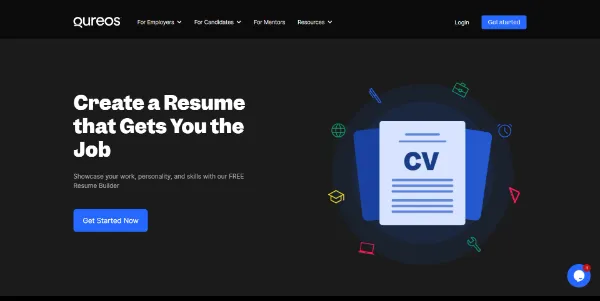 Qureos
For Employers
For Candidates
For Mentors
Resources
Login
Get started
Create a Resume
that Gets You the
Job
Showcase your work, personality, and skills with our FREE
Resume Builder
Get Started Now
CV